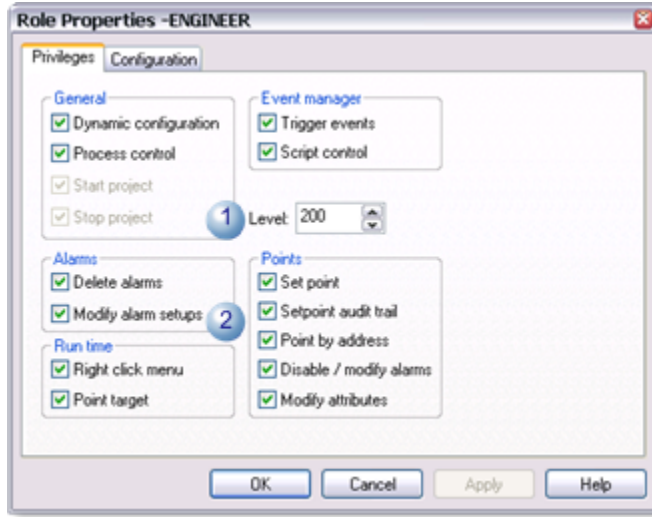 Role Properties -ENGINEER
Privileges
Configuration
General
Dynamic configuration
Process control
Start project
Stop project
Event manager
Trigger events
Script control
1
Level:
200
Alarms
Delete alarms
Modify alarm setups
2
Run time
Right click menu
Point target
Points
Set point
Setpoint audit trail
Point by address
Disable / modify alarms
Modify attributes
OK
Cancel
Apply
Help